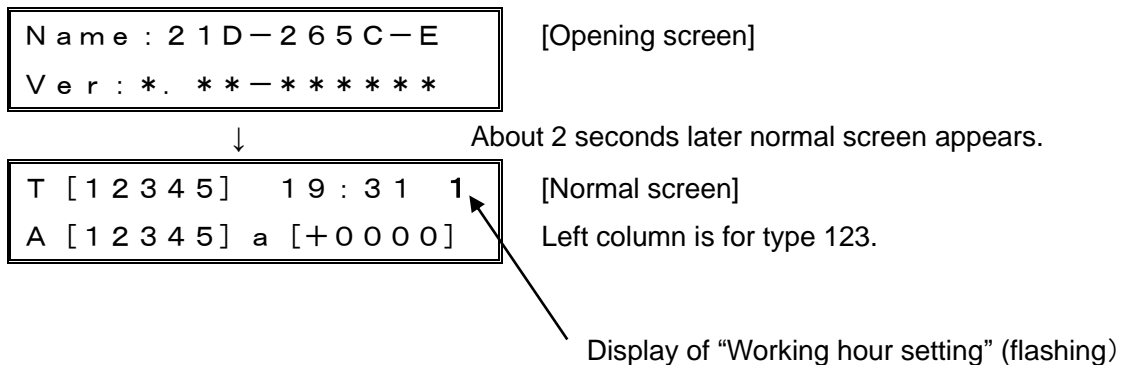 Name:21D-265C-E [Opening screen]
Ver:*. **-******
↓ About 2 seconds later normal screen appears.
T [12345] 19:31 1 [Normal screen]
A [12345] a [+0000] Left column is for type 123.
Display of “Working hour setting” (flashing）